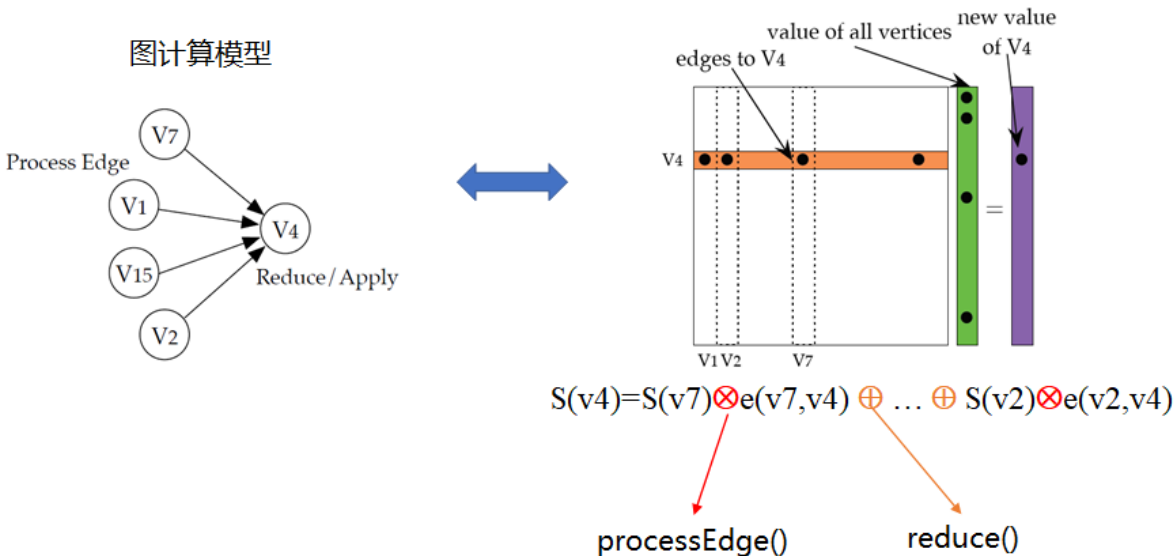 图计算模型
Process Edge
V7
V1
V15
V2
V4
Reduce/Apply
edges to V4
value of all vertices
new value
of V4
V4
=
V1 V2 V7
S(v4)=S(v7)⊗e(v7,v4) ⊕ … ⊕ S(v2)⊗e(v2,v4)
processEdge()
reduce()